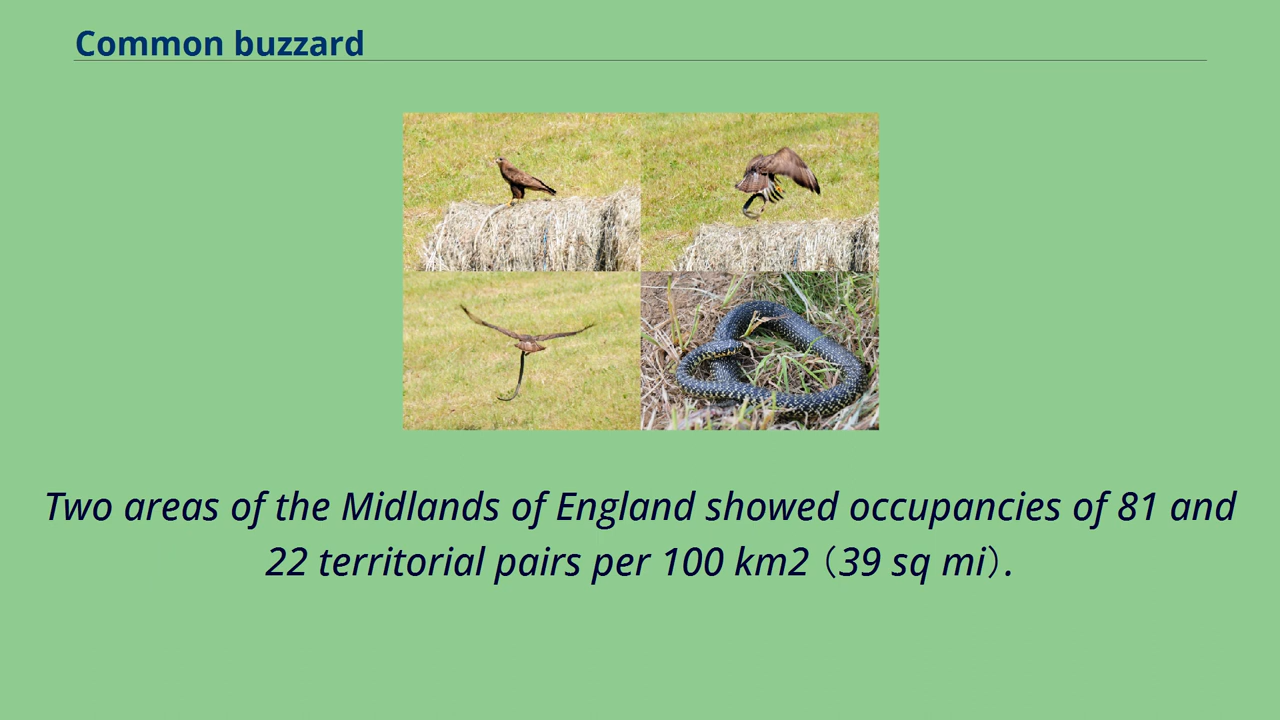 Common buzzard
Two areas of the Midlands of England showed occupancies of 81 and
22 territorial pairs per 100 km2（39 sq mi）.